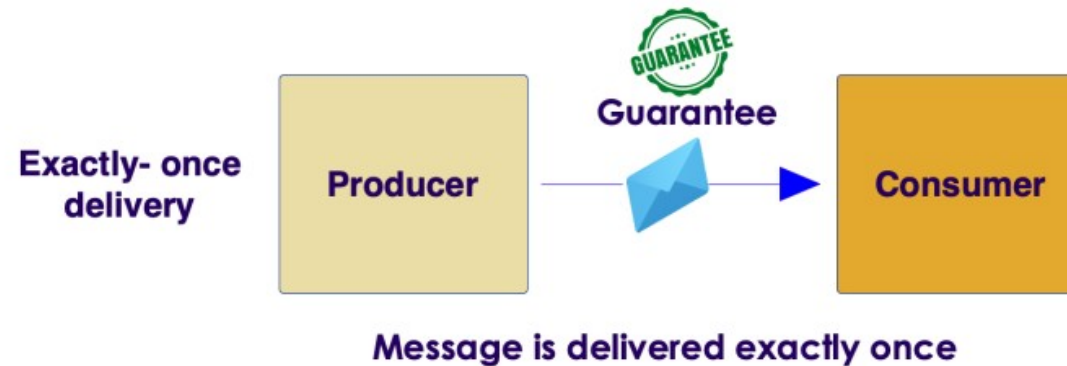 GUARANTEE
Guarantee
Exactly- once
delivery
Producer
Consumer
Message is delivered exactly once